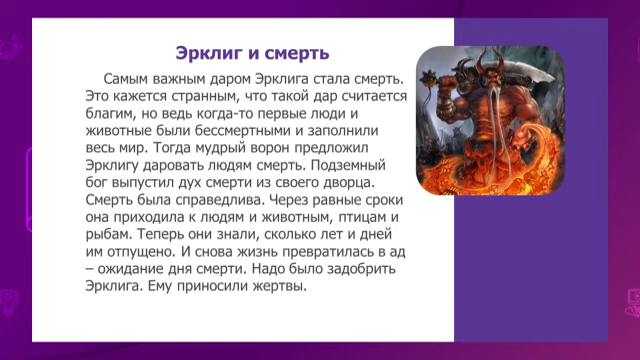 Эрклиг и смерть
Самым важным даром Эрклига стала смерть.
Это кажется странным, что такой дар считается
благим, но ведь когда-то первые люди и
животные были бессмертными и заполнили
весь мир. Тогда мудрый ворон предложил
Эрклигу даровать людям смерть. Подземный
бог выпустил дух смерти из своего дворца.
Смерть была справедлива. Через равные сроки
она приходила к людям и животным, птицам и
рыбам. Теперь они знали, сколько лет и дней
им отпущено. И снова жизнь превратилась в ад
– ожидание дня смерти. Надо было задобрить
Эрклига. Ему приносили жертвы.